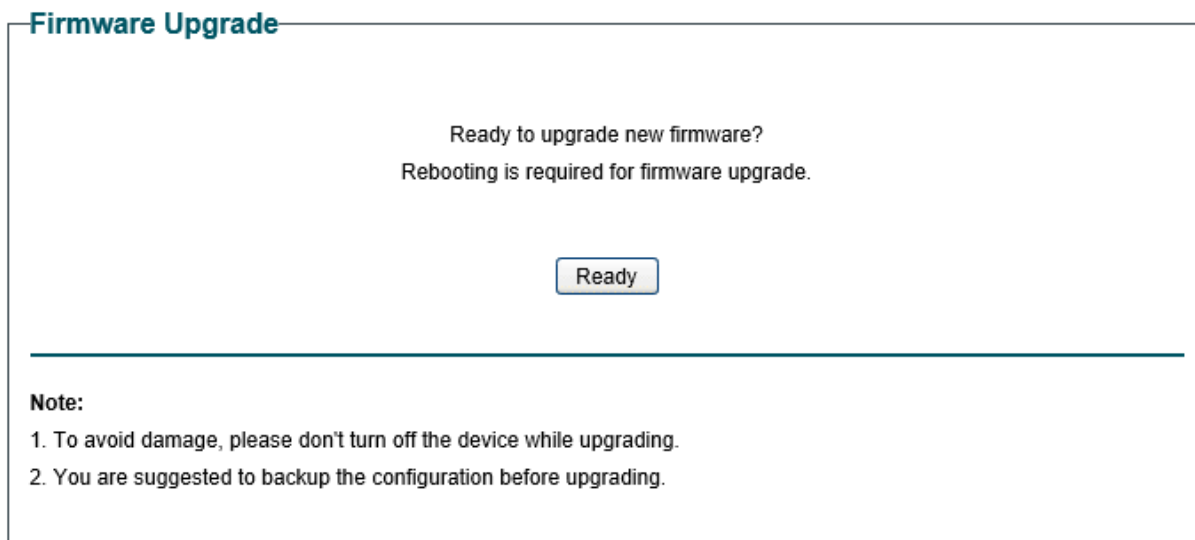 Firmware Upgrade
Ready to upgrade new firmware?
Rebooting is required for firmware upgrade.
Ready
Note:
1. To avoid damage, please don't turn off the device while upgrading.
2. You are suggested to backup the configuration before upgrading.